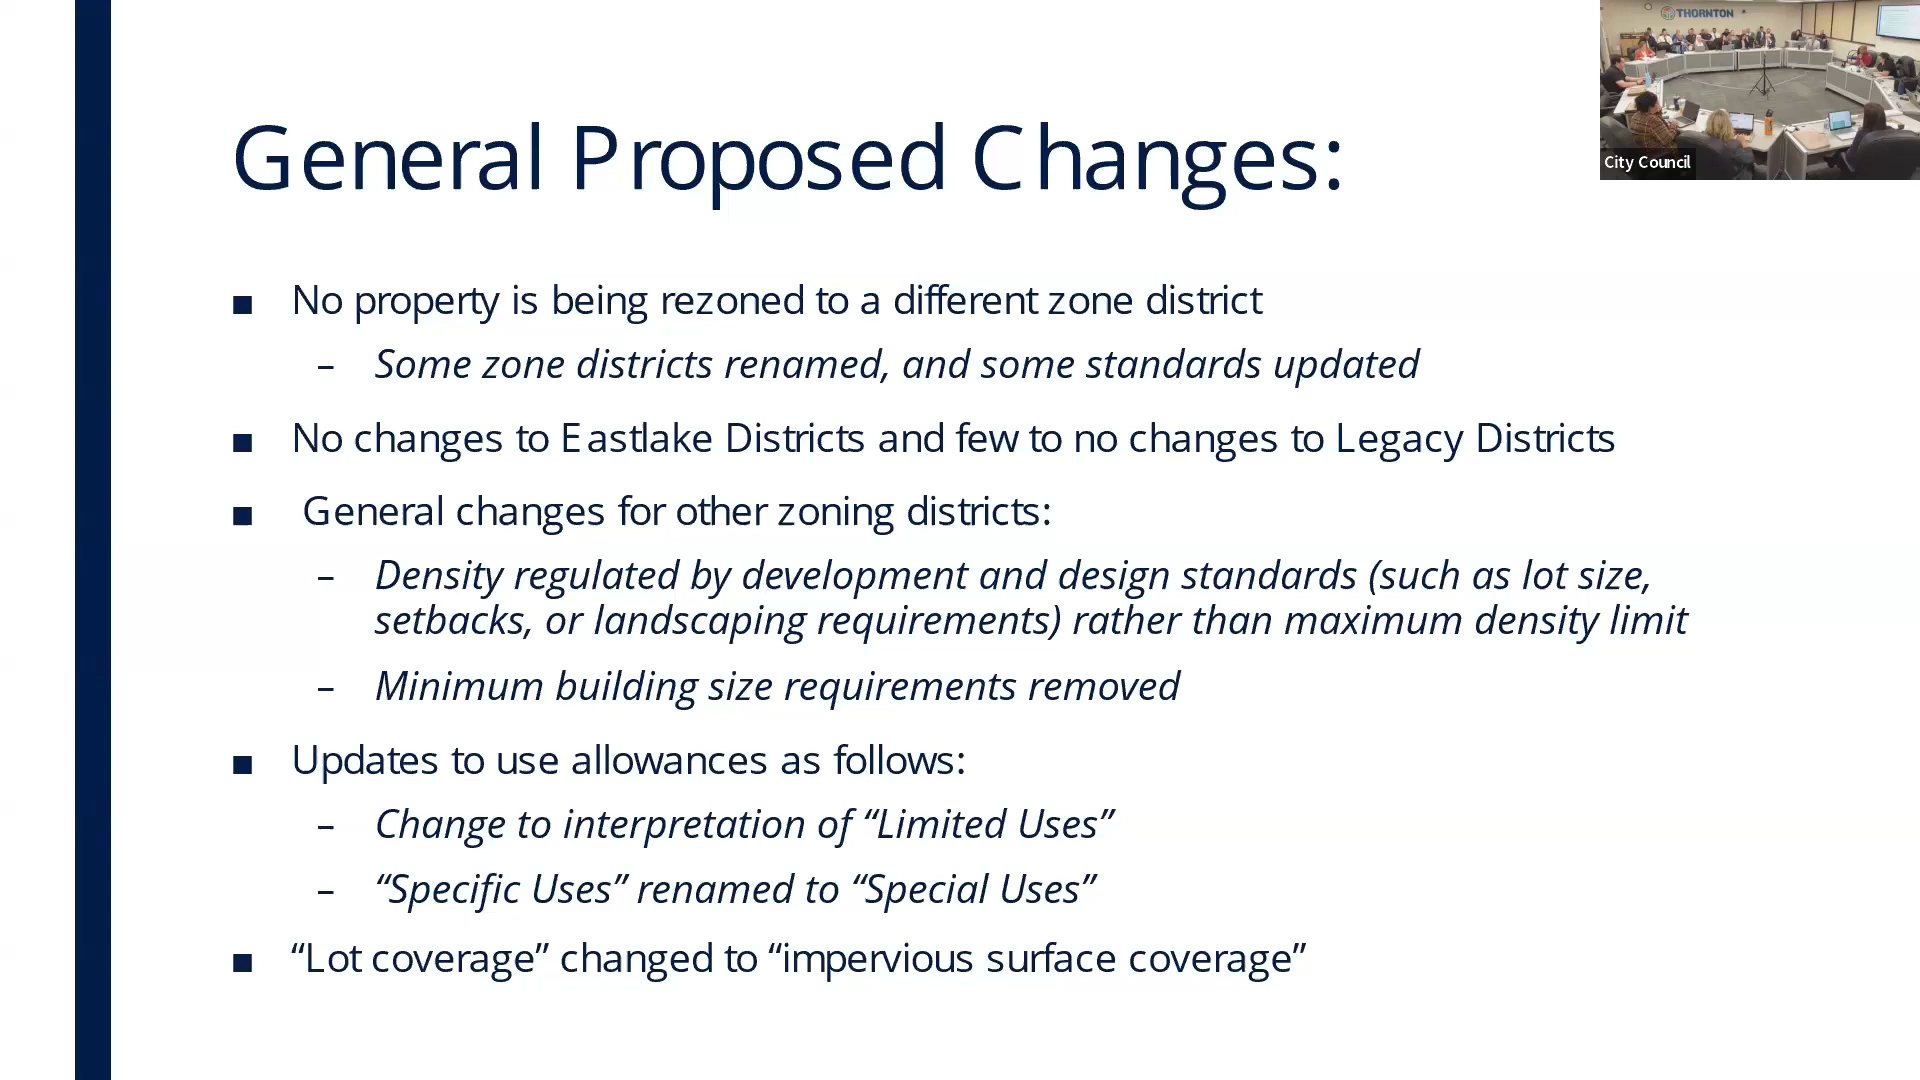 THORNTON
City Council
General Proposed Changes:
■ No property is being rezoned to a different zone district
– Some zone districts renamed, and some standards updated
■ No changes to Eastlake Districts and few to no changes to Legacy Districts
■ General changes for other zoning districts:
– Density regulated by development and design standards (such as lot size,
setbacks, or landscaping requirements) rather than maximum density limit
– Minimum building size requirements removed
■ Updates to use allowances as follows:
– Change to interpretation of “Limited Uses”
– “Specific Uses” renamed to “Special Uses”
■ “Lot coverage” changed to “impervious surface coverage”